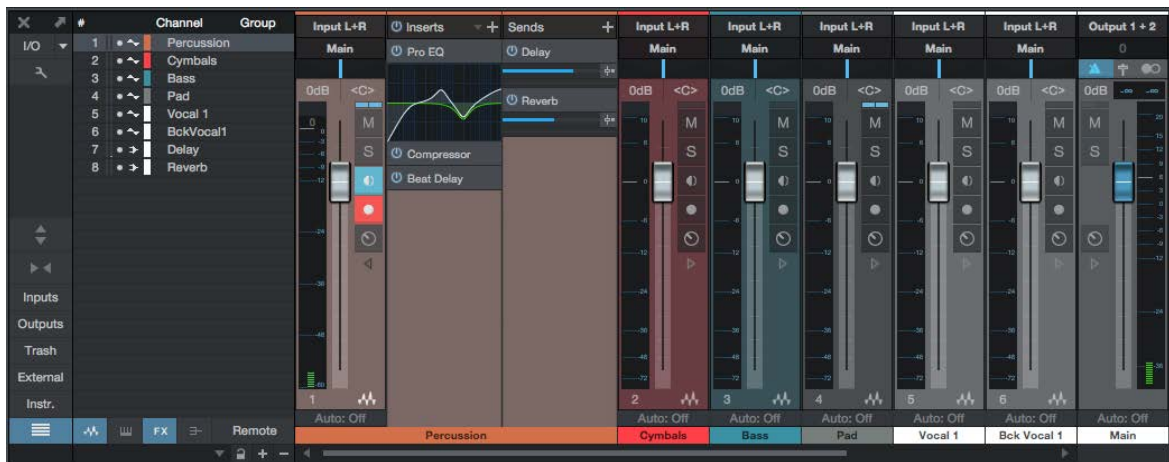 # Channel Group
I/O
1 Percussion
2 Cymbals
3 Bass
4 Pad
5 Vocal 1
6 BckVocal1
7 Delay
8 Reverb
Inputs
Outputs
Trash
External
Instr.
FX
Remote
Input L+R
Main
0dB <C>
M
S
1
Auto: Off
Inserts
Pro EQ
Compressor
Beat Delay
Sends
Delay
Reverb
Percussion
Input L+R
Main
0dB <C>
M
S
2
Auto: Off
Cymbals
Input L+R
Main
0dB <C>
M
S
3
Auto: Off
Bass
Input L+R
Main
0dB <C>
M
S
4
Auto: Off
Pad
Input L+R
Main
0dB <C>
M
S
5
Auto: Off
Vocal 1
Input L+R
Main
0dB <C>
M
S
6
Auto: Off
Bck Vocal 1
Output 1 + 2
0
0dB -∞ -∞
M
S
Auto: Off
Main